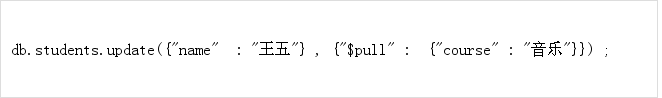 db.students.update({"name"  : "王五"} , {"$pull" :  {"course" : "音乐"}}) ;